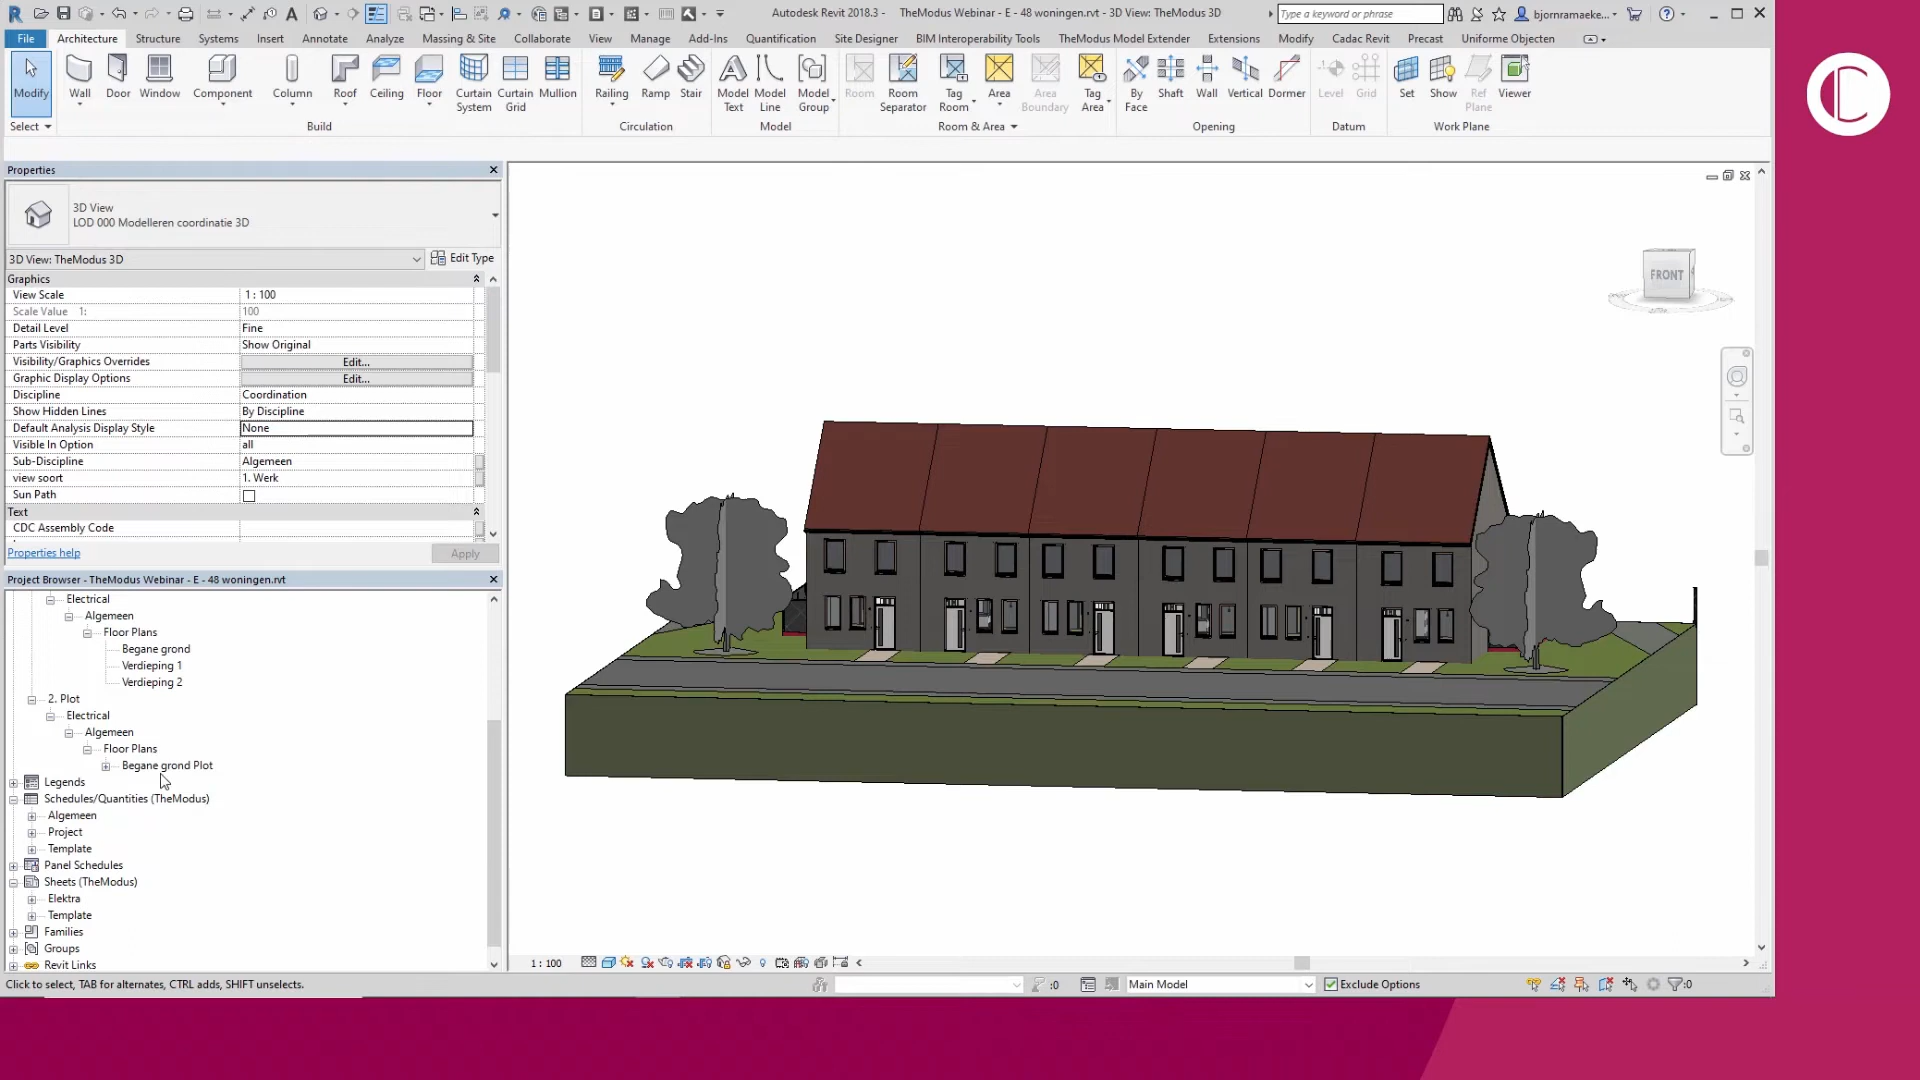 Autodesk Revit 2018.3 - TheModus Webinar - E - 48 woningen.rvt - 3D View: TheModus 3D
Type a keyword or phrase
bjornramaeke...
File Architecture Structure Systems Insert Annotate Analyze Massing & Site Collaborate View Manage Add-Ins Quantification Site Designer BIM Interoperability Tools TheModus Model Extender Extensions Modify Cadac Revit Precast Uniforme Objecten
Modify Wall Door Window Component Column Roof Ceiling Floor Curtain System Curtain Grid Mullion Railing Ramp Stair Model Text Model Line Model Group Room Room Separator Tag Room Area Area Boundary Tag Area By Face Shaft Wall Vertical Dormer Level Grid Set Show Ref Plane Viewer
Select Build Circulation Model Room & Area Opening Datum Work Plane
Properties
3D View
LOD 000 Modelleren coordinatie 3D
3D View: TheModus 3D Edit Type
Graphics
View Scale 1 : 100
Scale Value 1: 100
Detail Level Fine
Parts Visibility Show Original
Visibility/Graphics Overrides Edit...
Graphic Display Options Edit...
Discipline Coordination
Show Hidden Lines By Discipline
Default Analysis Display Style None
Visible In Option all
Sub-Discipline Algemeen
view soort 1. Werk
Sun Path
Text
CDC Assembly Code
Properties help Apply
Project Browser - TheModus Webinar - E - 48 woningen.rvt
Electrical
Algemeen
Floor Plans
Begane grond
Verdieping 1
Verdieping 2
2. Plot
Electrical
Algemeen
Floor Plans
Begane grond Plot
Legends
Schedules/Quantities (TheModus)
Algemeen
Project
Template
Panel Schedules
Sheets (TheModus)
Elektra
Template
Families
Groups
Revit Links
FRONT
1 : 100
Click to select, TAB for alternates, CTRL adds, SHIFT unselects.
:0
Main Model
Exclude Options
:0